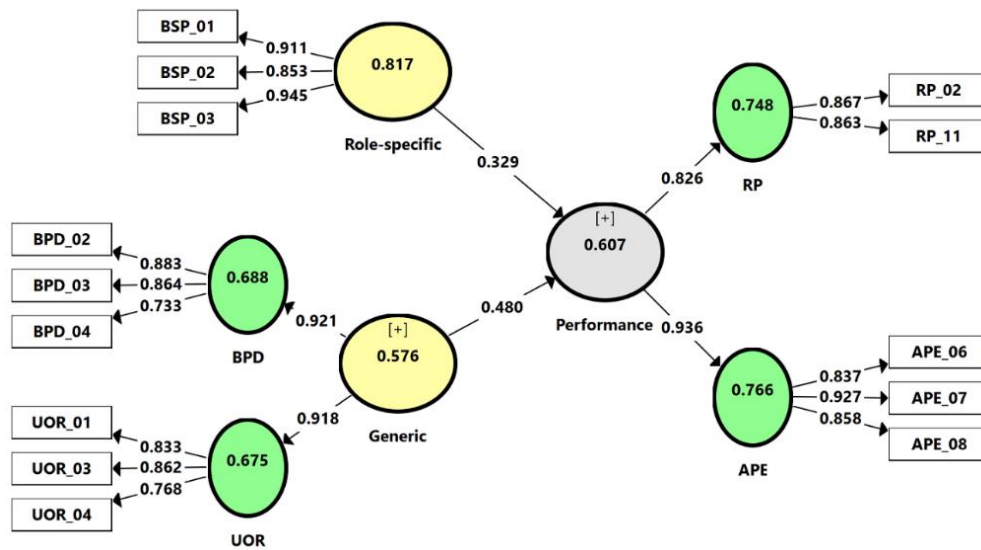 BSP_01
BSP_02
BSP_03
0.911
0.853
0.945
0.817
Role-specific
0.329
BPD_02
BPD_03
BPD_04
0.883
0.864
0.733
0.688
BPD
0.921
UOR_01
UOR_03
UOR_04
0.833
0.862
0.768
0.675
UOR
0.918
[+]
0.576
Generic
0.480
[+]
0.607
Performance
0.826
0.748
RP
0.867
0.863
RP_02
RP_11
0.936
0.766
APE
0.837
0.927
0.858
APE_06
APE_07
APE_08